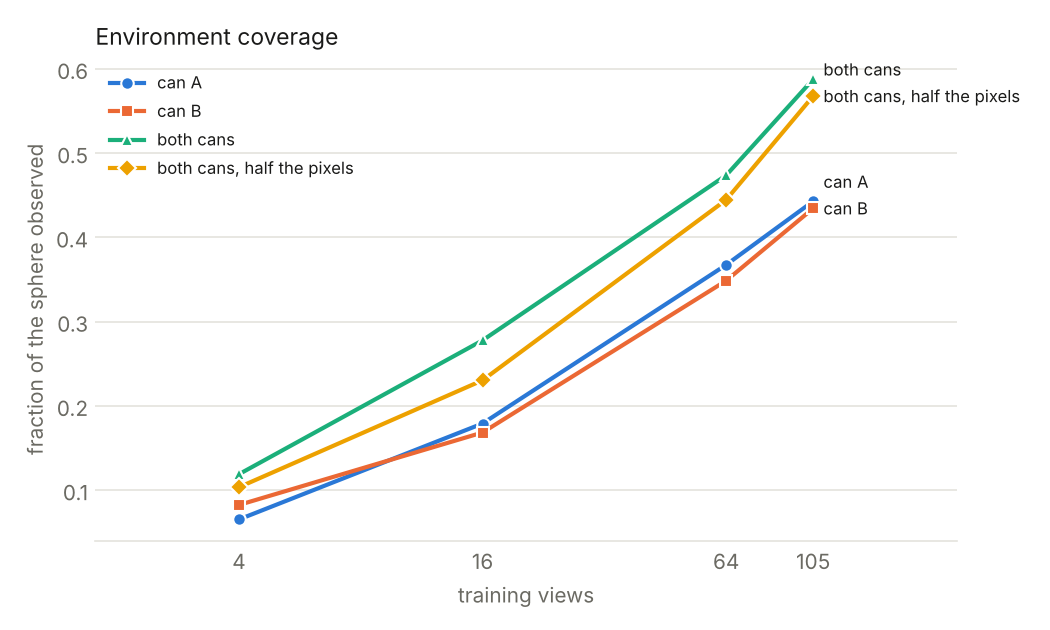 Environment coverage
can A
can B
both cans
both cans, half the pixels
fraction of the sphere observed
0.6
0.5
0.4
0.3
0.2
0.1
both cans
both cans, half the pixels
can A
can B
4
16
64
105
training views